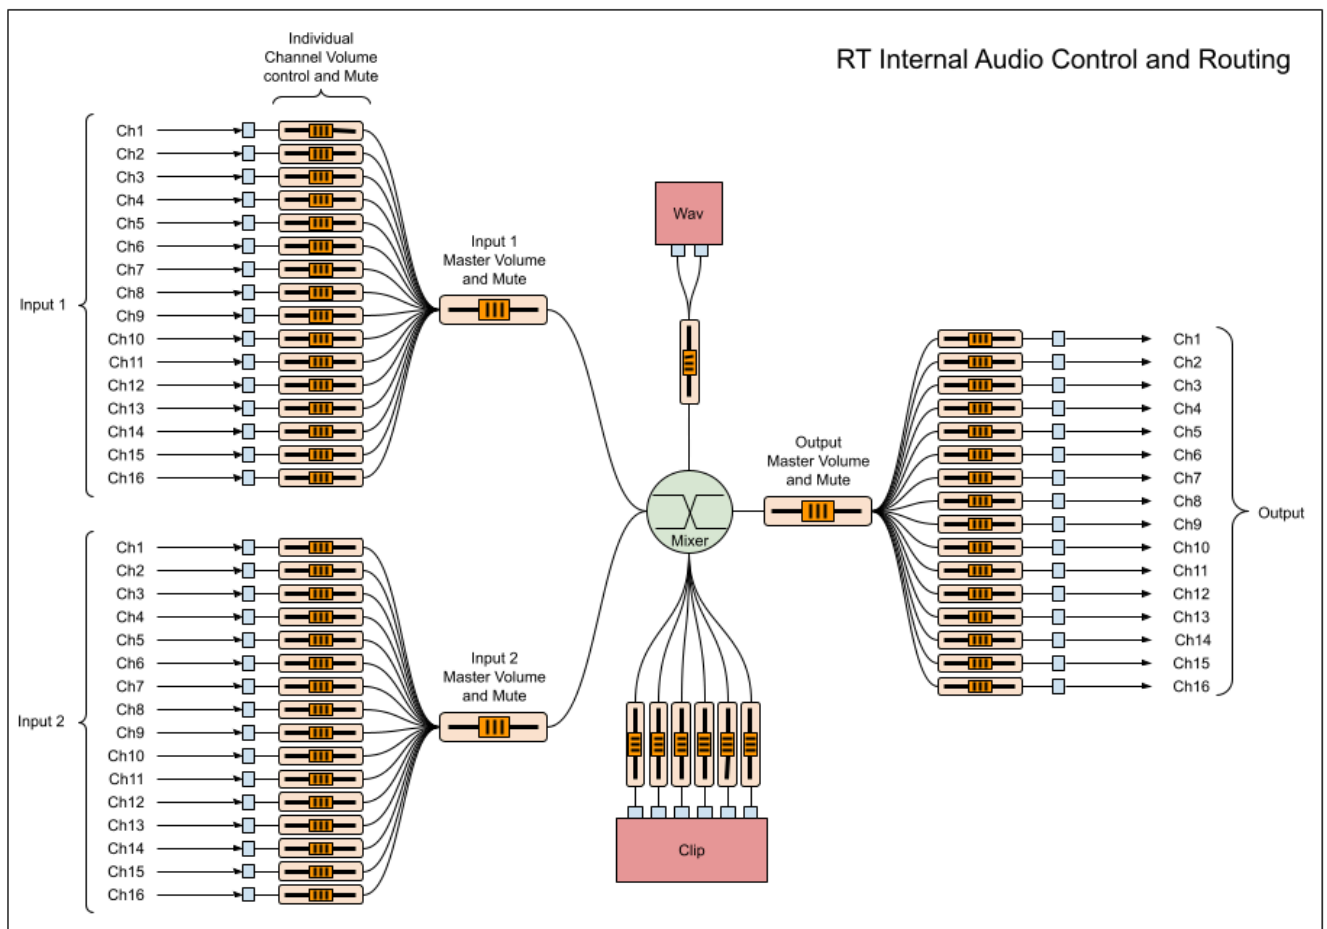 RT Internal Audio Control and Routing
Individual
Channel Volume
control and Mute
Input 1
Ch1
Ch2
Ch3
Ch4
Ch5
Ch6
Ch7
Ch8
Ch9
Ch10
Ch11
Ch12
Ch13
Ch14
Ch15
Ch16
Input 1
Master Volume
and Mute
Input 2
Ch1
Ch2
Ch3
Ch4
Ch5
Ch6
Ch7
Ch8
Ch9
Ch10
Ch11
Ch12
Ch13
Ch14
Ch15
Ch16
Input 2
Master Volume
and Mute
Wav
Mixer
Clip
Output
Master Volume
and Mute
Ch1
Ch2
Ch3
Ch4
Ch5
Ch6
Ch7
Ch8
Ch9
Ch10
Ch11
Ch12
Ch13
Ch14
Ch15
Ch16
Output